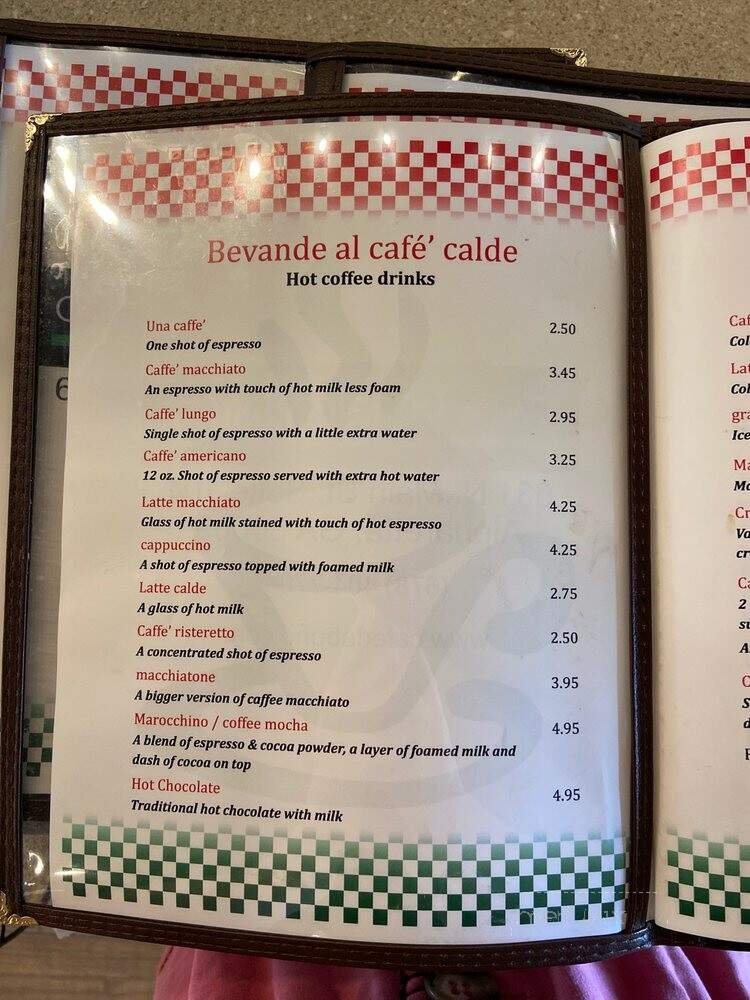 Bevande al café' calde
Hot coffee drinks
Una caffe' 2.50
One shot of espresso
Caffe' macchiato 3.45
An espresso with touch of hot milk less foam
Caffe' lungo 2.95
Single shot of espresso with a little extra water
Caffe' americano 3.25
12 oz. Shot of espresso served with extra hot water
Latte macchiato 4.25
Glass of hot milk stained with touch of hot espresso
cappuccino 4.25
A shot of espresso topped with foamed milk
Latte calde 2.75
A glass of hot milk
Caffe' risteretto 2.50
A concentrated shot of espresso
macchiatone 3.95
A bigger version of caffee macchiato
Marocchino / coffee mocha 4.95
A blend of espresso & cocoa powder, a layer of foamed milk and
dash of cocoa on top
Hot Chocolate 4.95
Traditional hot chocolate with milk